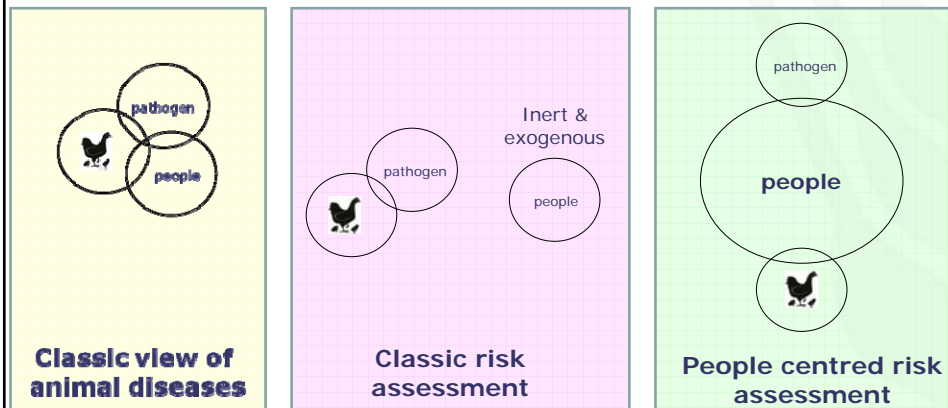 pathogen
people
Classic view of
animal diseases
Inert &
exogenous
pathogen
people
Classic risk
assessment
pathogen
people
People centred risk
assessment